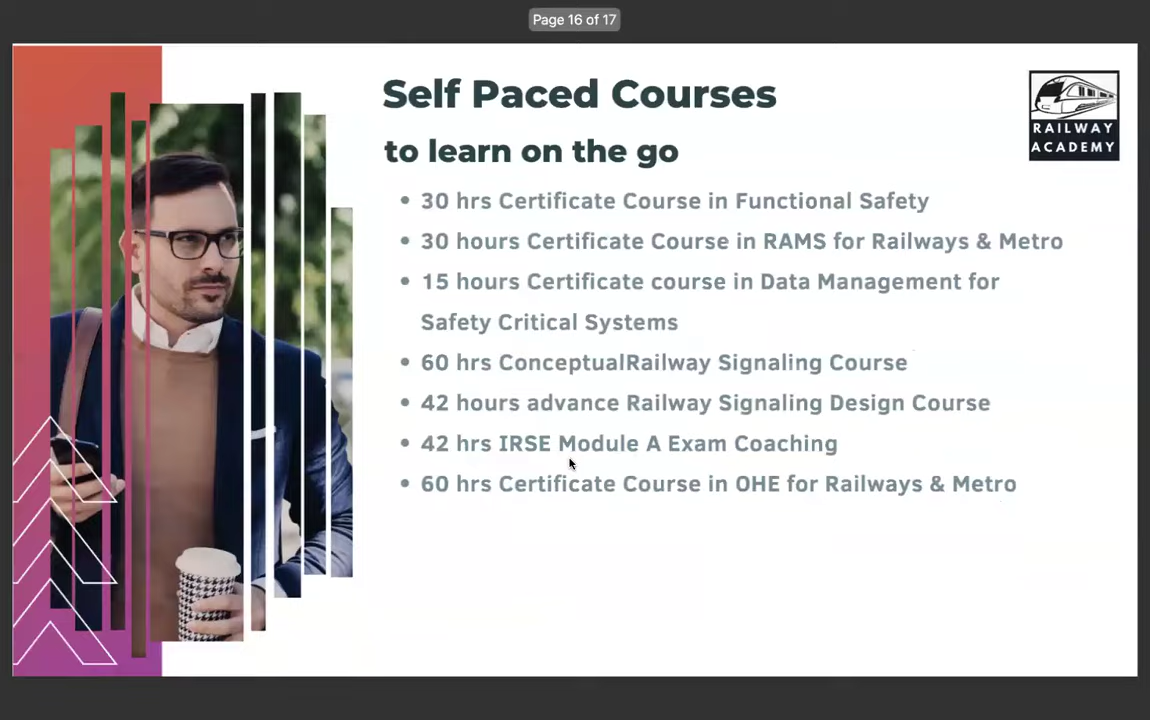 Page 16 of 17
Self Paced Courses
to learn on the go
RAILWAY
ACADEMY
• 30 hrs Certificate Course in Functional Safety
• 30 hours Certificate Course in RAMS for Railways & Metro
• 15 hours Certificate course in Data Management for
Safety Critical Systems
• 60 hrs ConceptualRailway Signaling Course
• 42 hours advance Railway Signaling Design Course
• 42 hrs IRSE Module A Exam Coaching
• 60 hrs Certificate Course in OHE for Railways & Metro